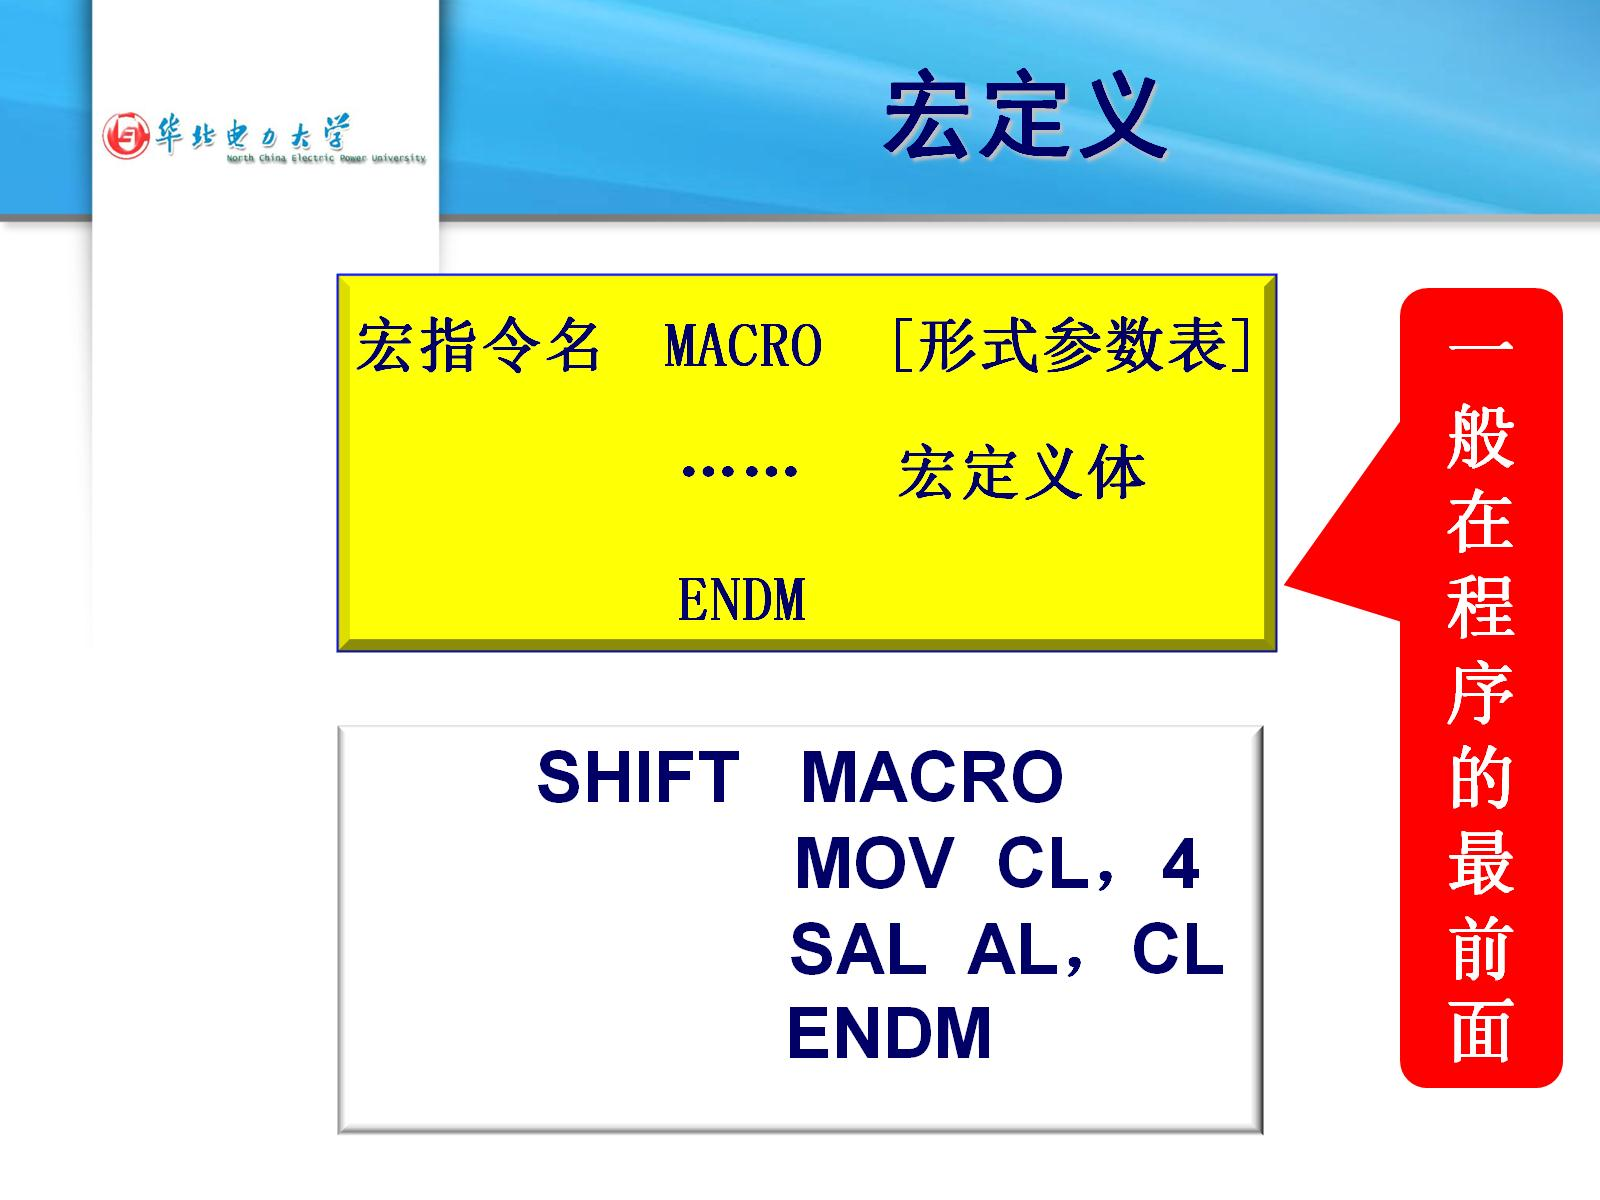 宏定义
华北电力大学
North China Electric Power University
宏指令名 MACRO [形式参数表]
…… 宏定义体
ENDM
一般在程序的最前面
SHIFT MACRO
MOV CL，4
SAL AL，CL
ENDM